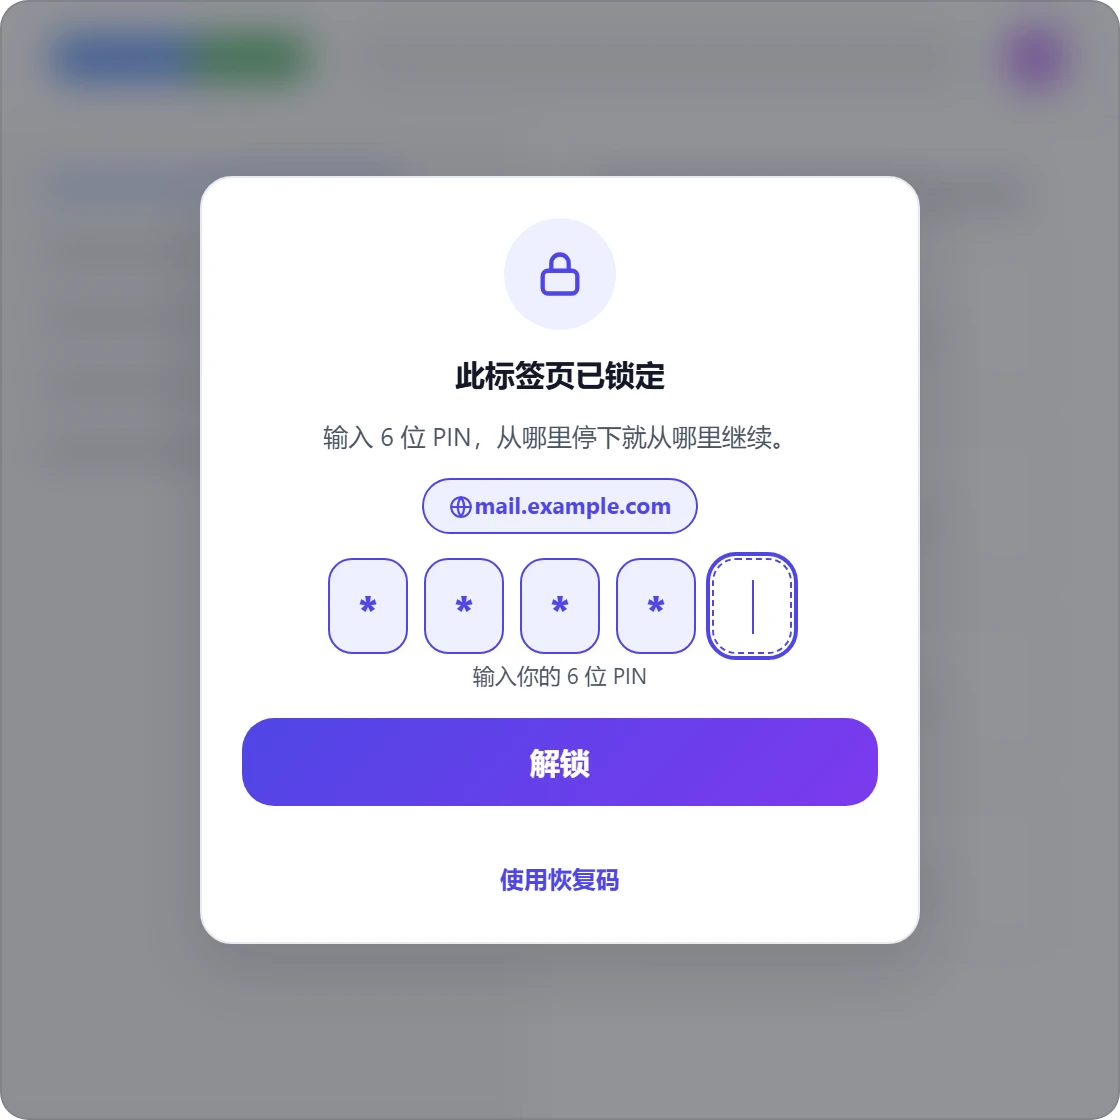 此标签页已锁定
输入 6 位 PIN，从哪里停下就从哪里继续。
mail.example.com
* * * *
输入你的 6 位 PIN
解锁
使用恢复码